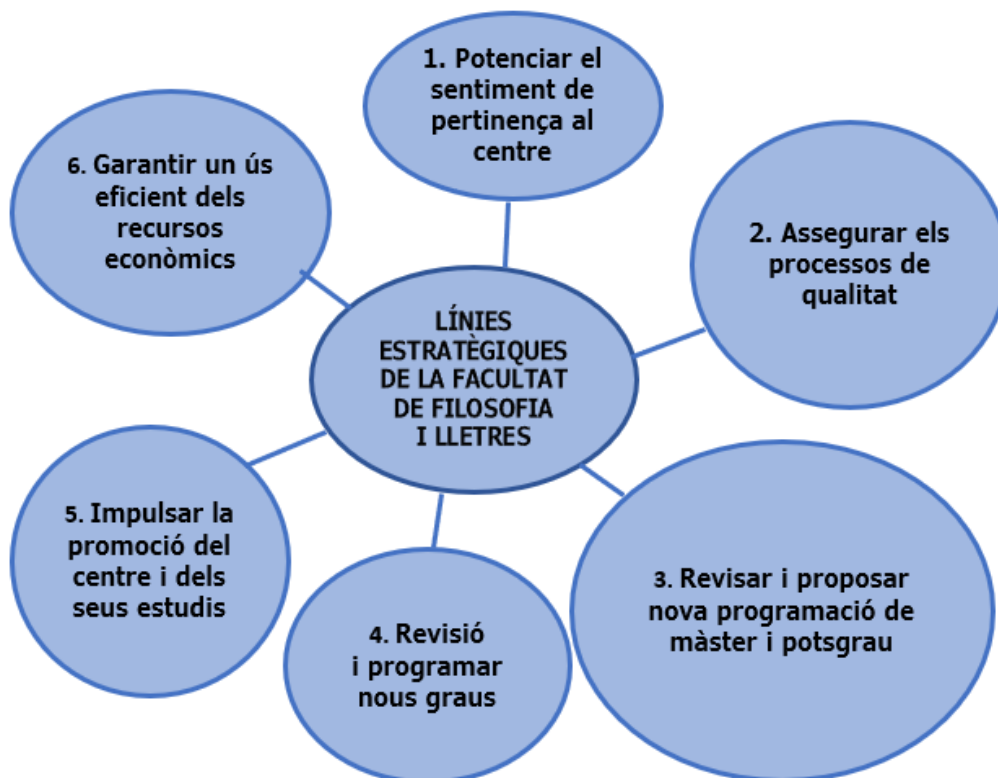 LÍNIES
ESTRATÈGIQUES
DE LA FACULTAT
DE FILOSOFIA
I LLETRES
1. Potenciar el
sentiment de
pertinença al
centre
2. Assegurar els
processos de
qualitat
3. Revisar i proposar
nova programació de
màster i potsgrau
4. Revisió
i programar
nous graus
5. Impulsar la
promoció del
centre i dels
seus estudis
6. Garantir un ús
eficient dels
recursos
econòmics